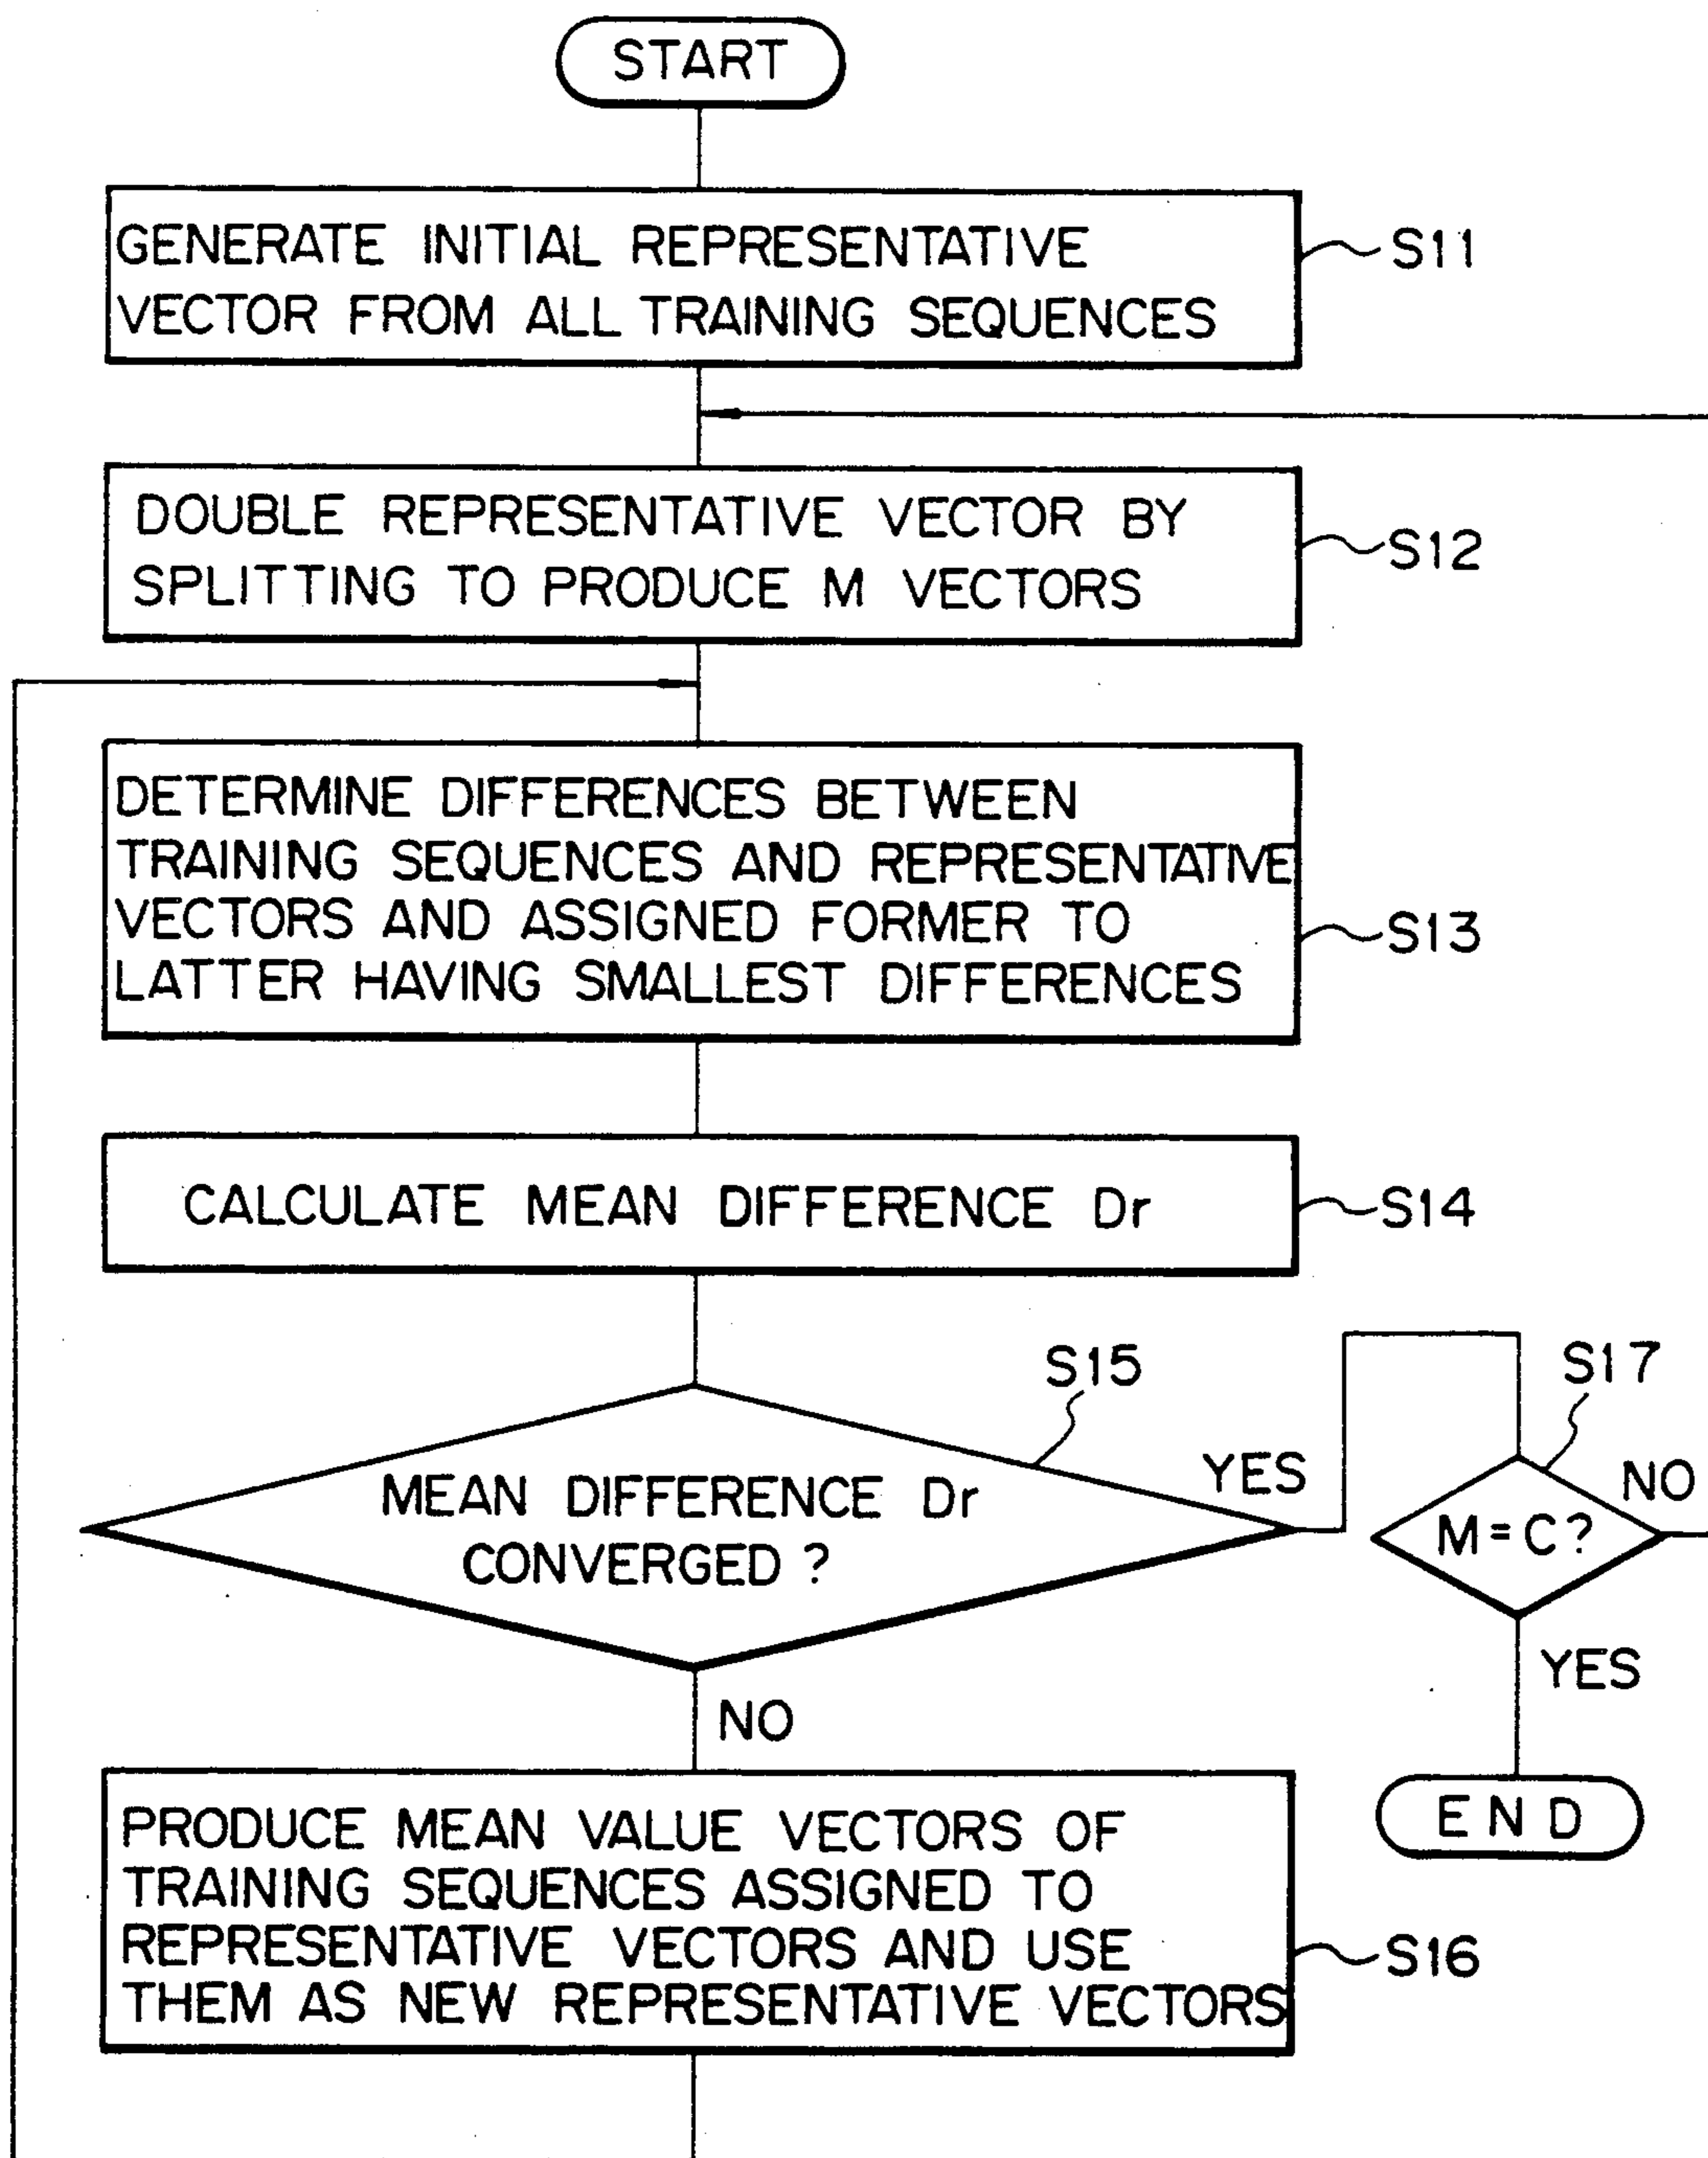 START
GENERATE INITIAL REPRESENTATIVE
VECTOR FROM ALL TRAINING SEQUENCES
S11
DOUBLE REPRESENTATIVE VECTOR BY
SPLITTING TO PRODUCE M VECTORS
S12
DETERMINE DIFFERENCES BETWEEN
TRAINING SEQUENCES AND REPRESENTATIVE
VECTORS AND ASSIGNED FORMER TO
LATTER HAVING SMALLEST DIFFERENCES
S13
CALCULATE MEAN DIFFERENCE Dr
S14
S15
MEAN DIFFERENCE Dr
CONVERGED ?
YES
NO
S17
M = C ?
NO
YES
END
PRODUCE MEAN VALUE VECTORS OF
TRAINING SEQUENCES ASSIGNED TO
REPRESENTATIVE VECTORS AND USE
THEM AS NEW REPRESENTATIVE VECTORS
S16